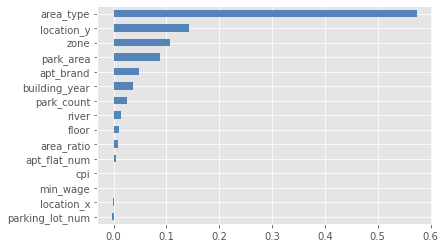 area_type
location_y
zone
park_area
apt_brand
building_year
park_count
river
floor
area_ratio
apt_flat_num
cpi
min_wage
location_x
parking_lot_num
0.0 0.1 0.2 0.3 0.4 0.5 0.6